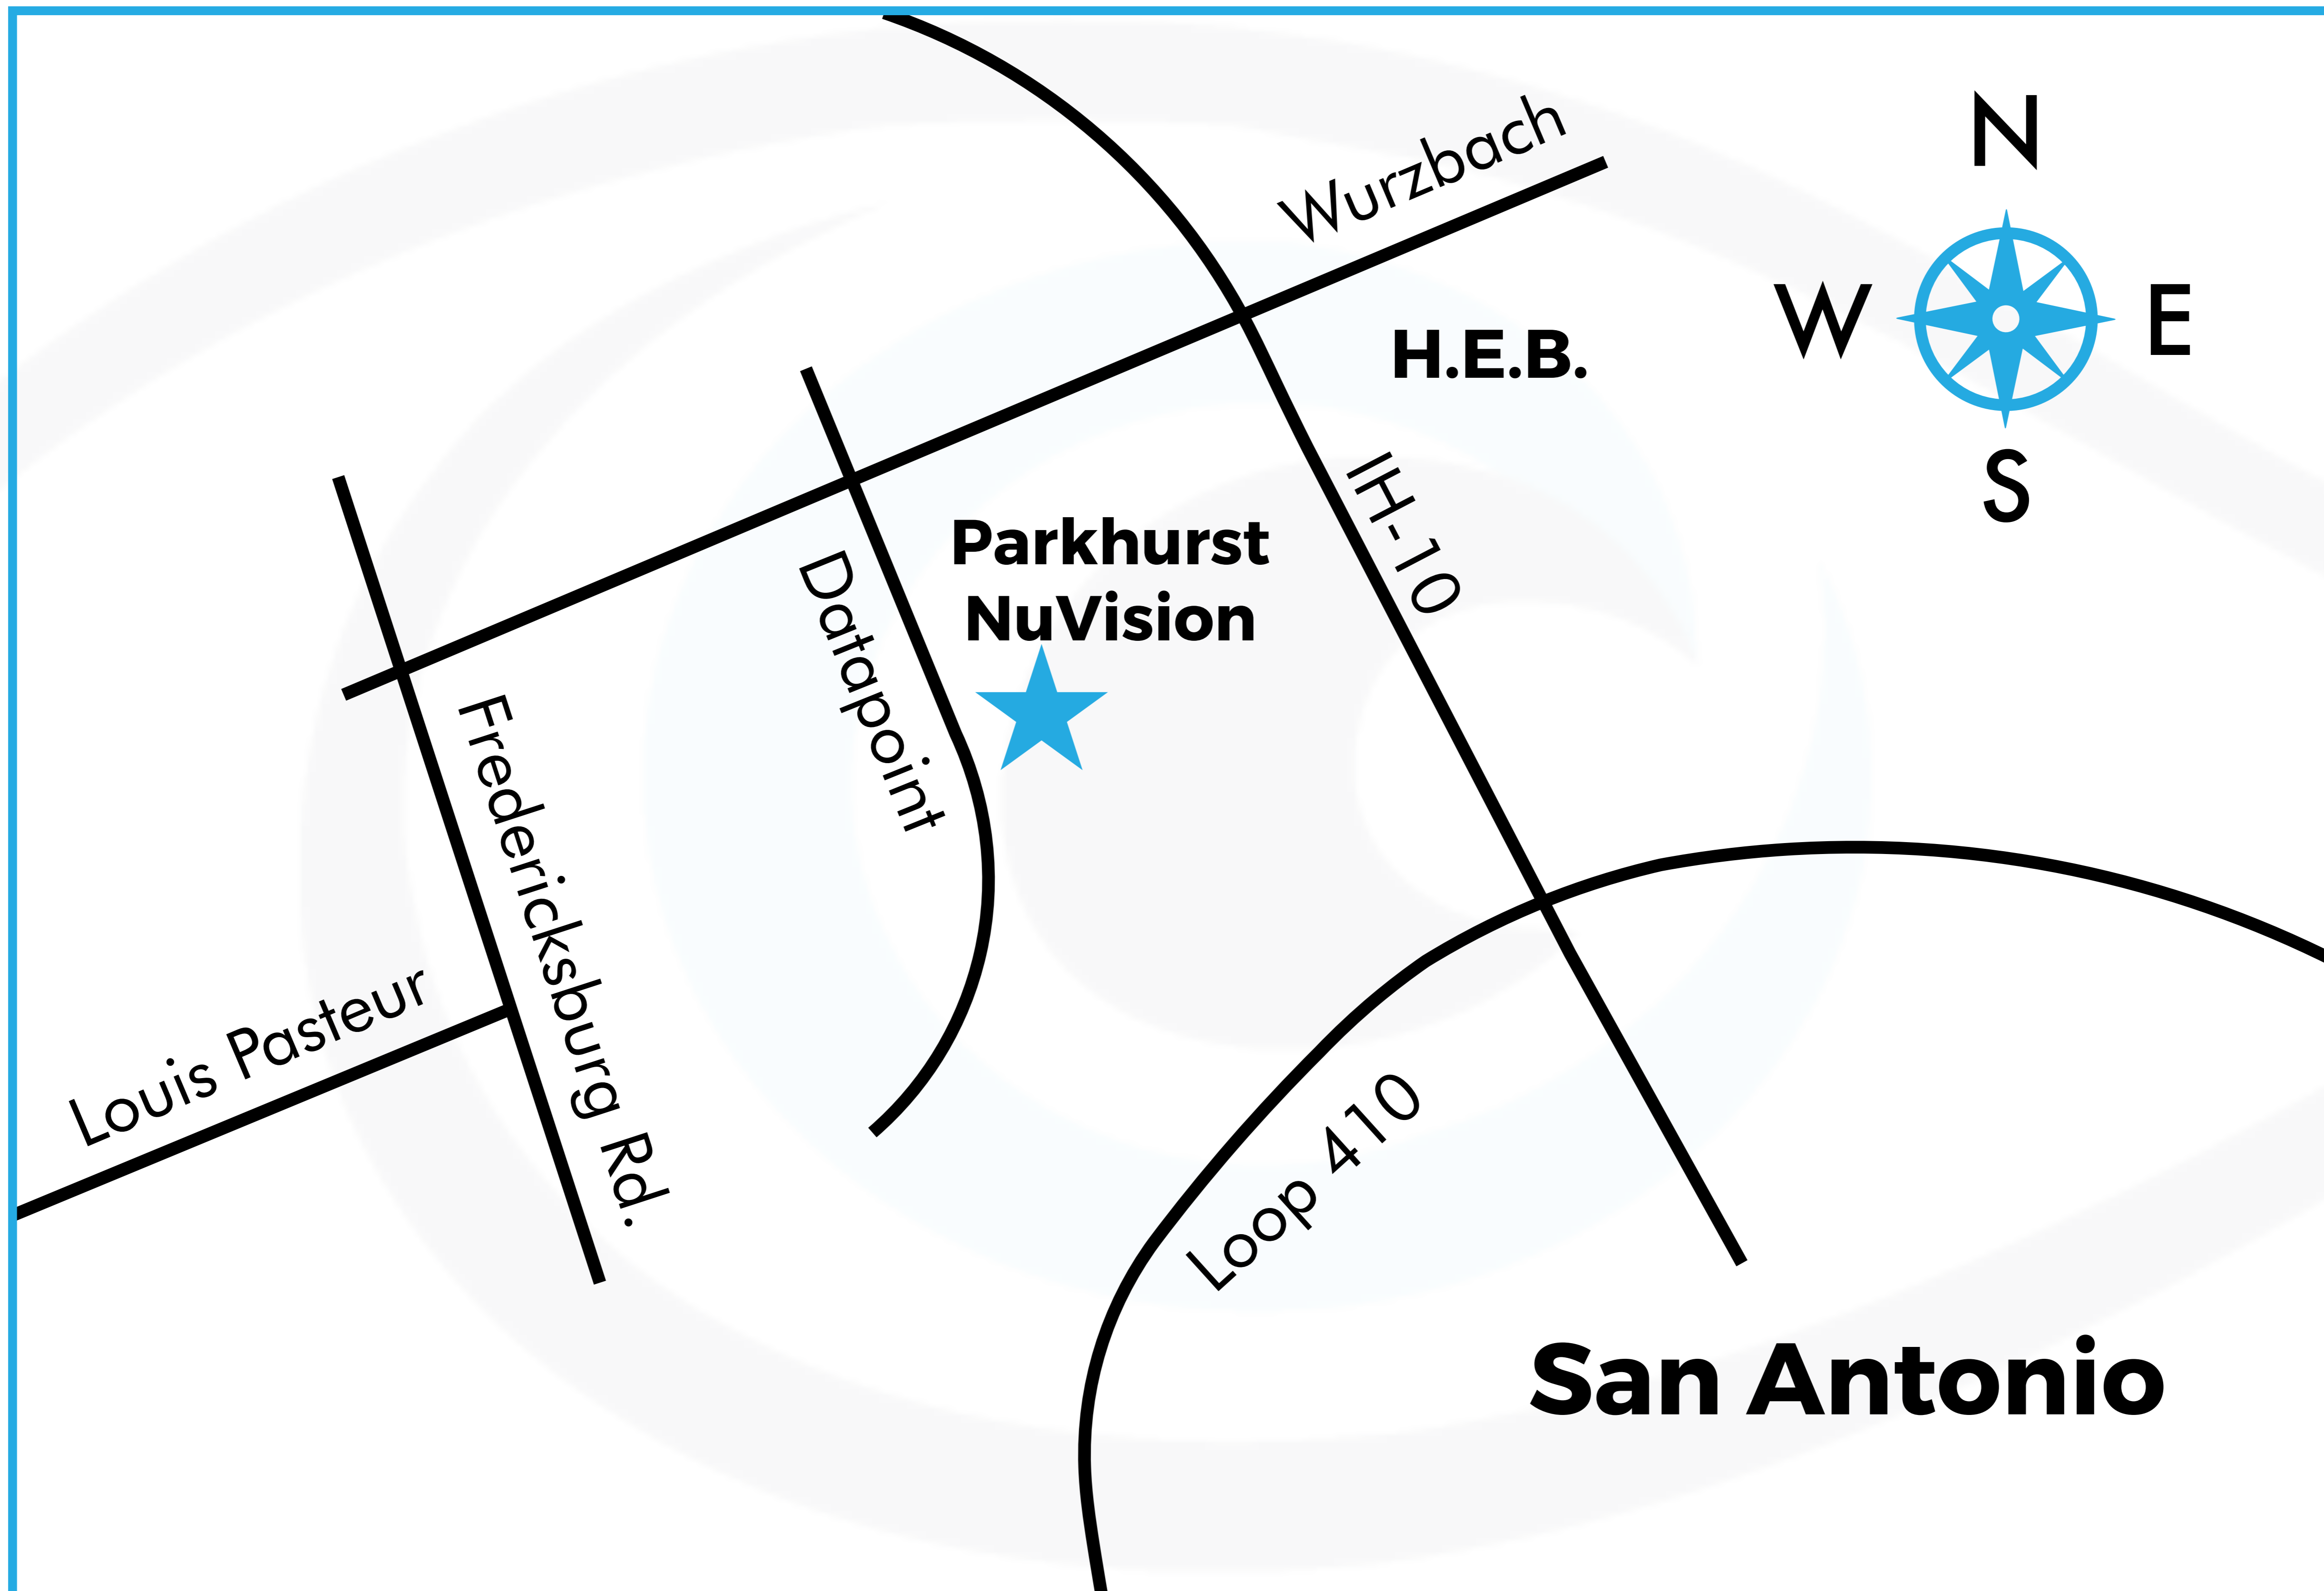 N
Wurzbach
W
E
H.E.B.
S
IH-10
Parkhurst
NuVision
Datapoint
Fredericksburg Rd.
Louis Pasteur
Loop 410
San Antonio